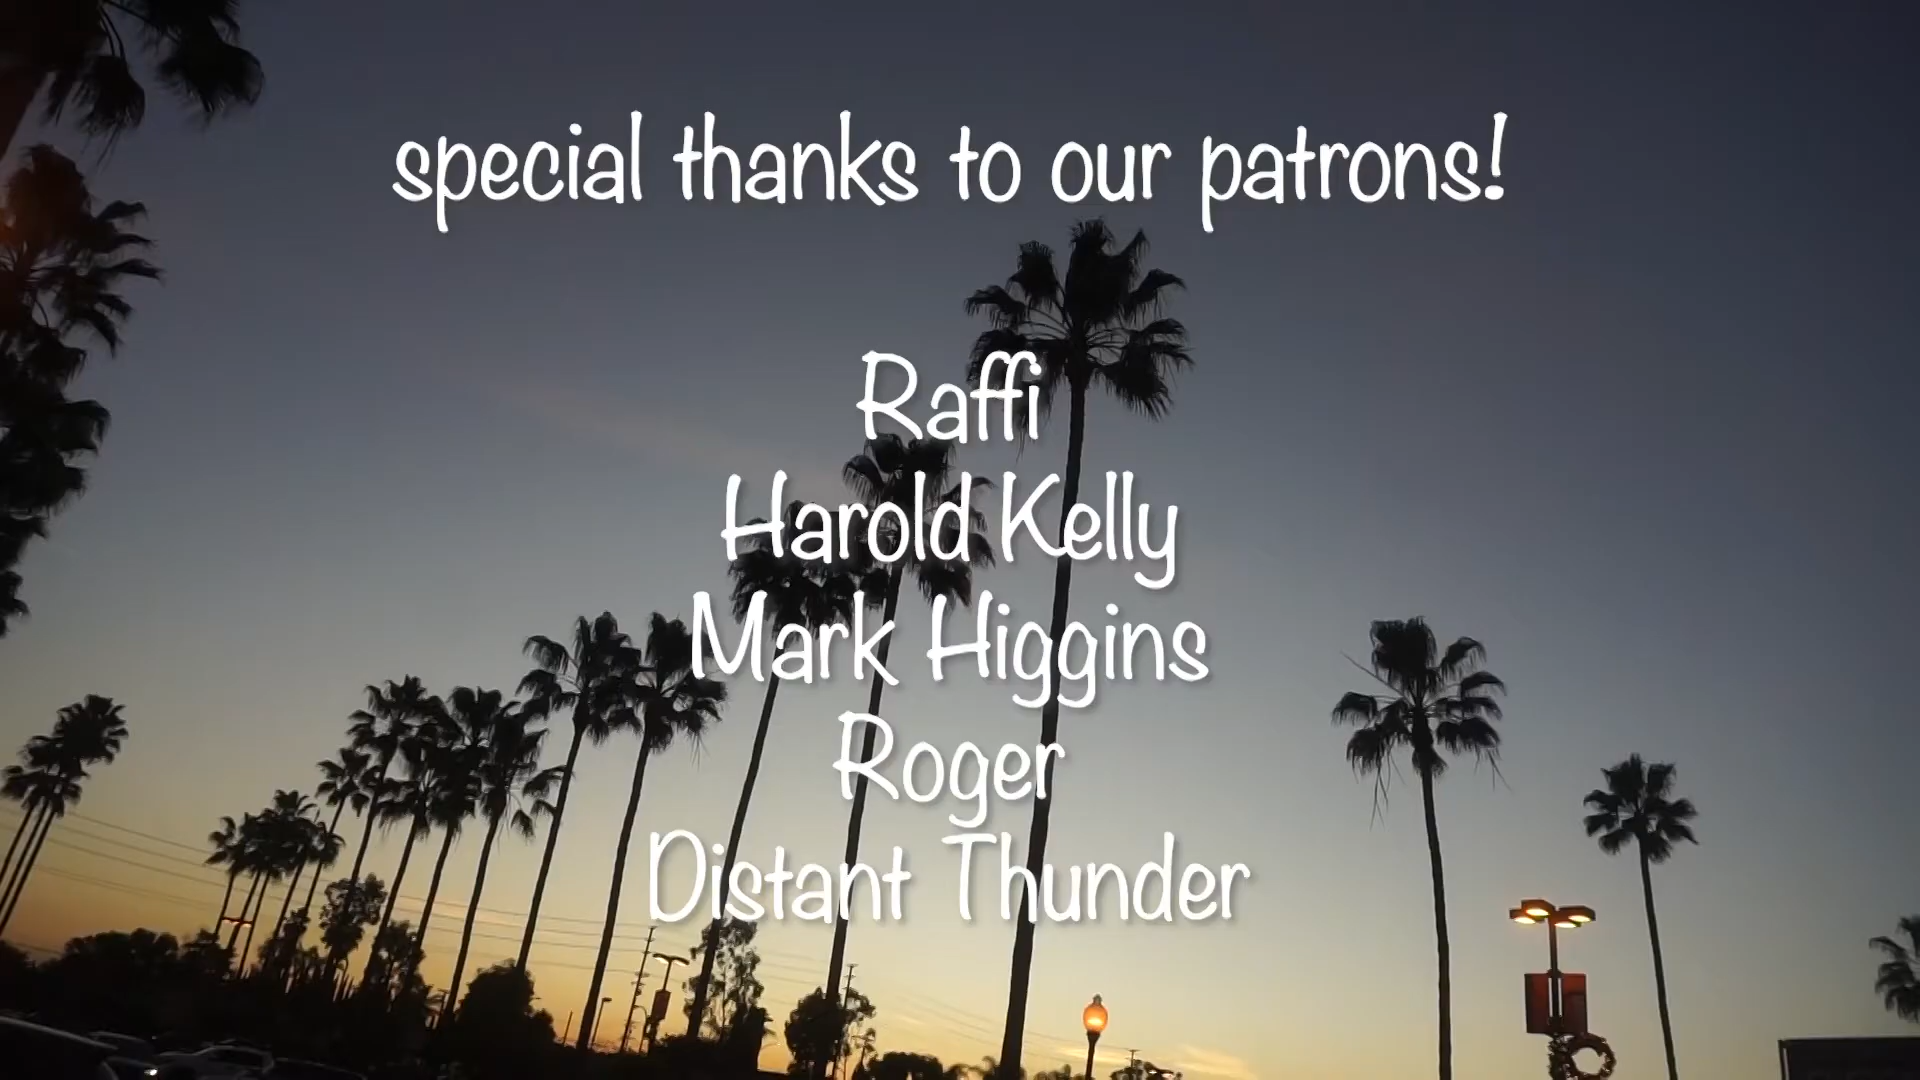 special thanks to our patrons!
Raffi
Harold Kelly
Mark Higgins
Roger
Distant Thunder